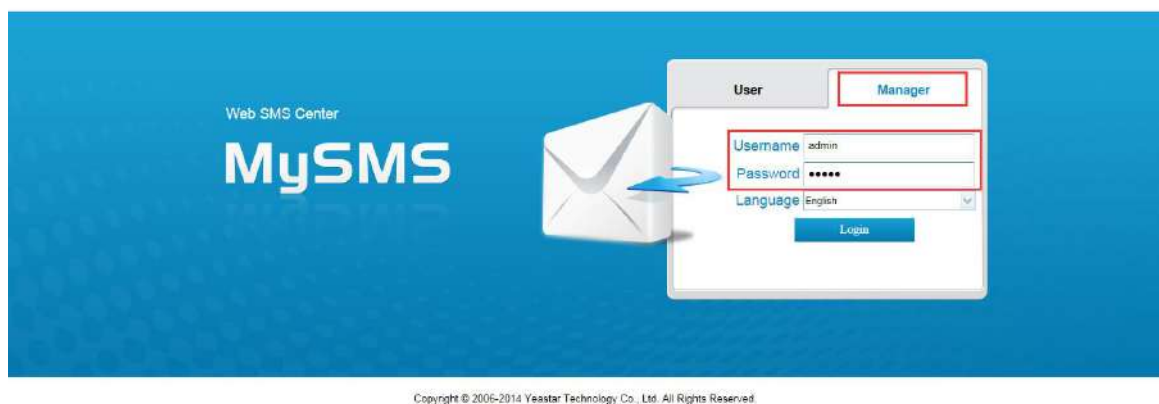 User
Manager
Web SMS Center
MySMS
Username admin
Password •••••
Language English
Login
Copyright © 2006-2014 Yeastar Technology Co., Ltd. All Rights Reserved.